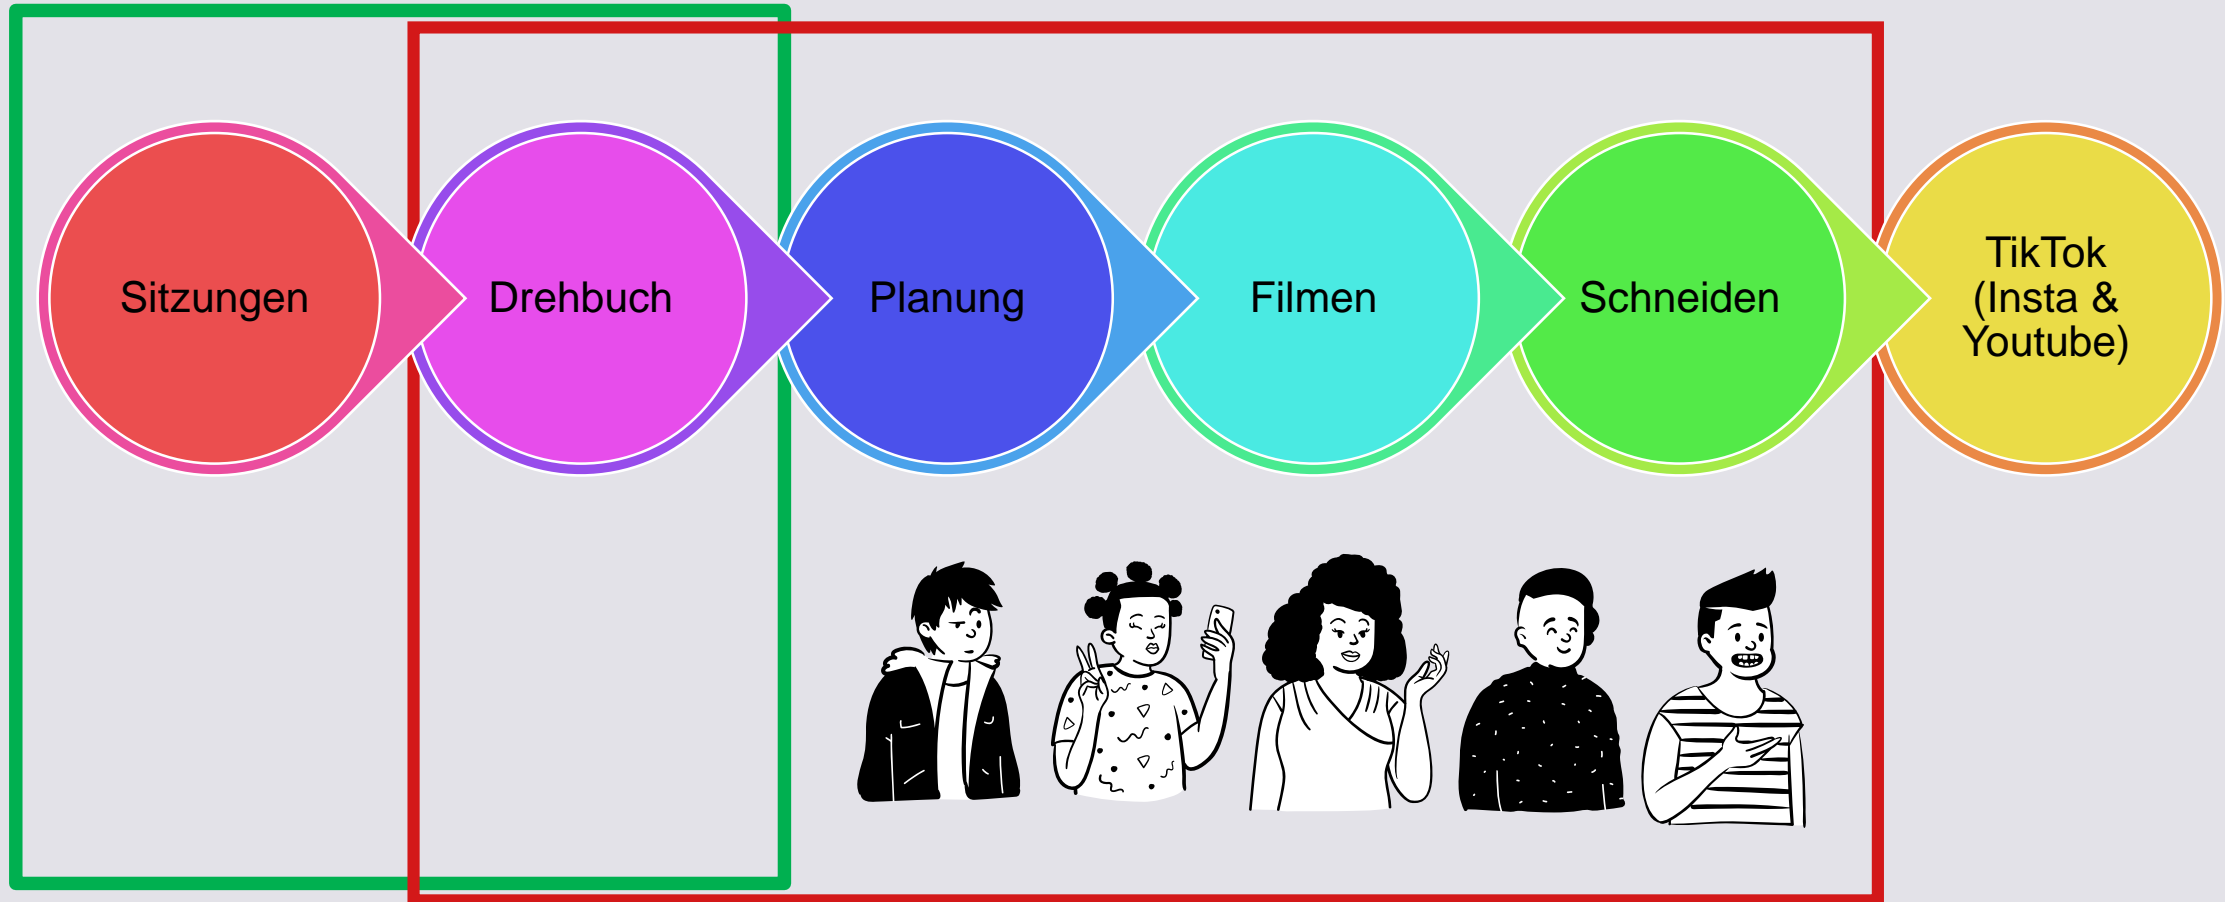 Sitzungen
Drehbuch
Planung
Filmen
Schneiden
TikTok
(Insta &
Youtube)